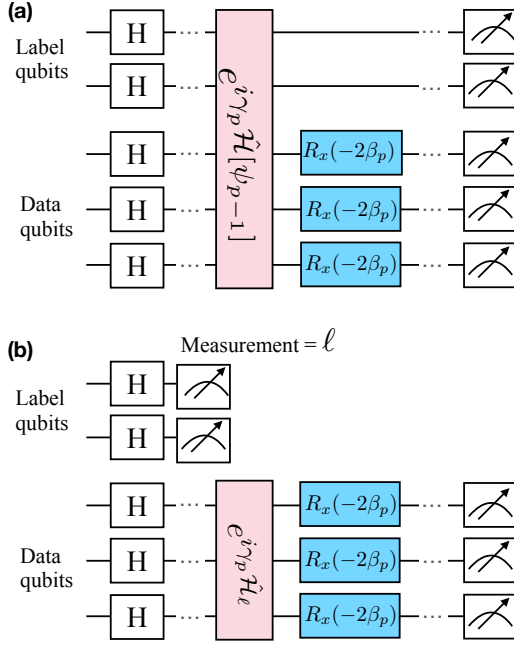 (a)
Label
qubits
H ...
H ...
Data
qubits
H ...
H ...
H ...
e^{iγ_p Ĥ[ψ_{p−1}]}
R_x(−2β_p) ...
R_x(−2β_p) ...
R_x(−2β_p) ...
(b)
Measurement = ℓ
Label
qubits
H
H
Data
qubits
H ...
H ...
H ...
e^{iγ_p Ĥ_ℓ}
R_x(−2β_p) ...
R_x(−2β_p) ...
R_x(−2β_p) ...